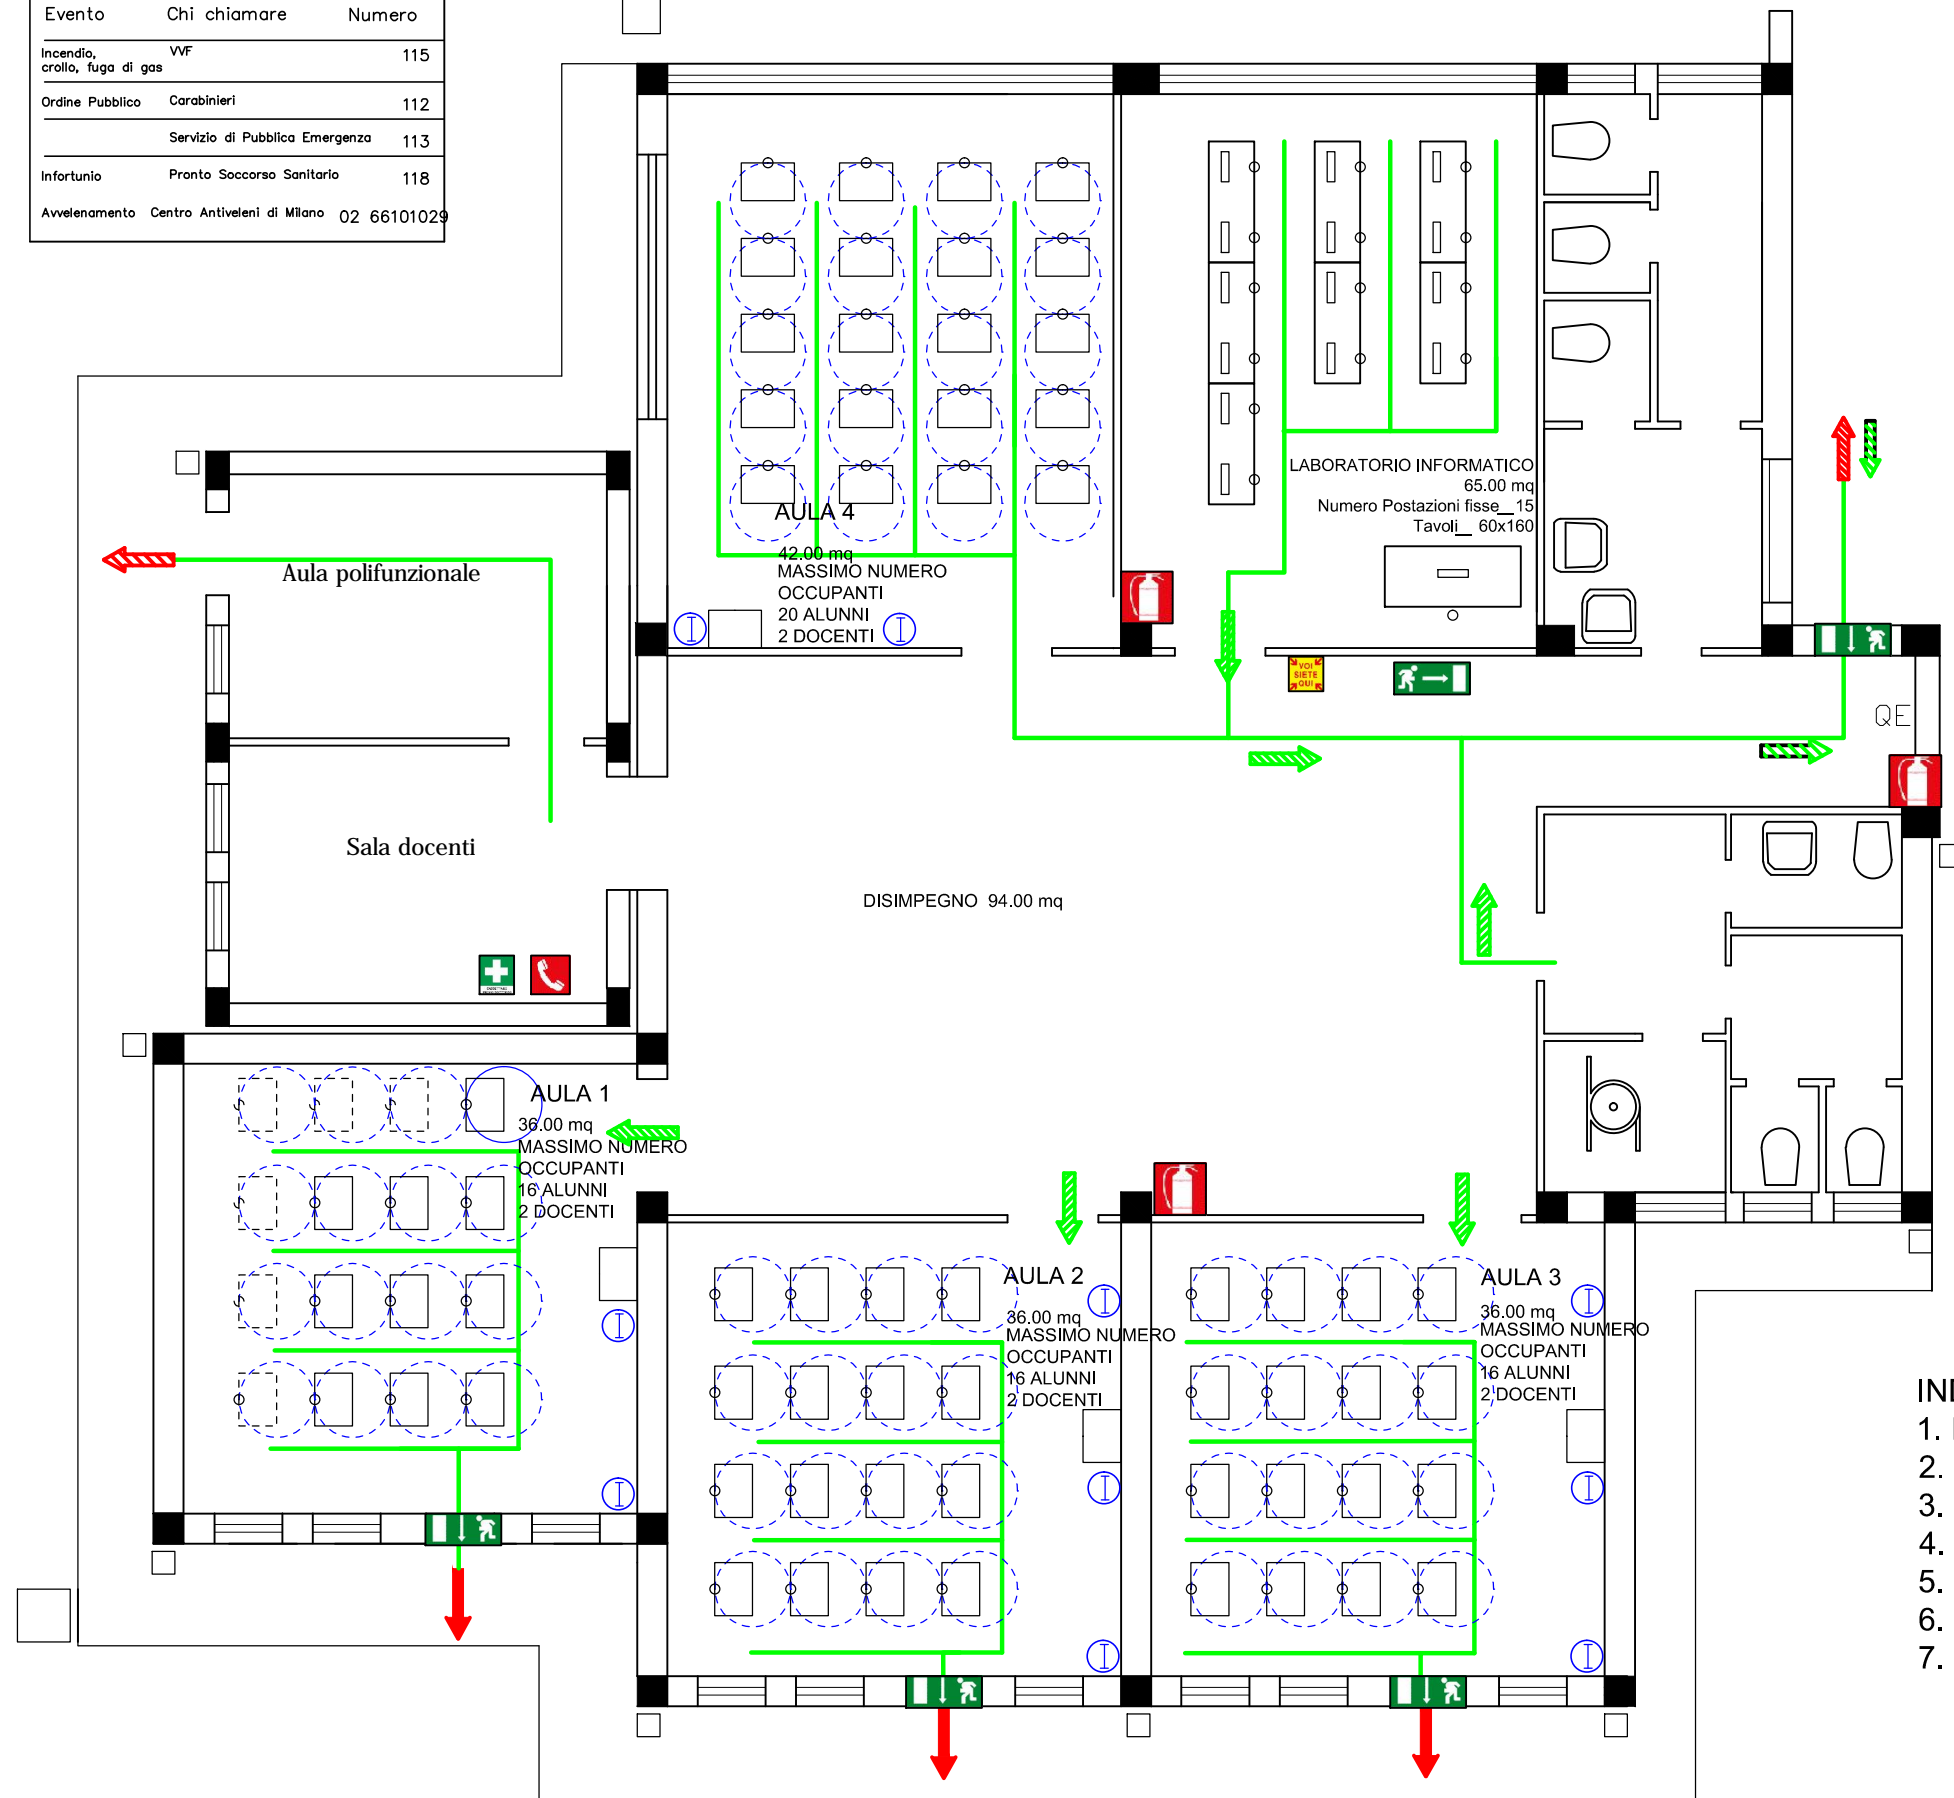 Evento Chi chiamare Numero
Incendio, crollo, fuga di gas VVF 115
Ordine Pubblico Carabinieri 112
Servizio di Pubblica Emergenza 113
Infortunio Pronto Soccorso Sanitario 118
Avvelenamento Centro Antiveleni di Milano 02 66101029
LABORATORIO INFORMATICO
65.00 mq
Numero Postazioni fisse__15
Tavoli__ 60x160
AULA 4
42.00 mq
MASSIMO NUMERO
OCCUPANTI
20 ALUNNI
2 DOCENTI
Aula polifunzionale
VOI
SIETE
QUI
QE
Sala docenti
DISIMPEGNO 94.00 mq
AULA 1
36.00 mq
MASSIMO NUMERO
OCCUPANTI
16 ALUNNI
2 DOCENTI
AULA 2
36.00 mq
MASSIMO NUMERO
OCCUPANTI
16 ALUNNI
2 DOCENTI
AULA 3
36.00 mq
MASSIMO NUMERO
OCCUPANTI
16 ALUNNI
2 DOCENTI
1.
2.
3.
4.
5.
6.
7.